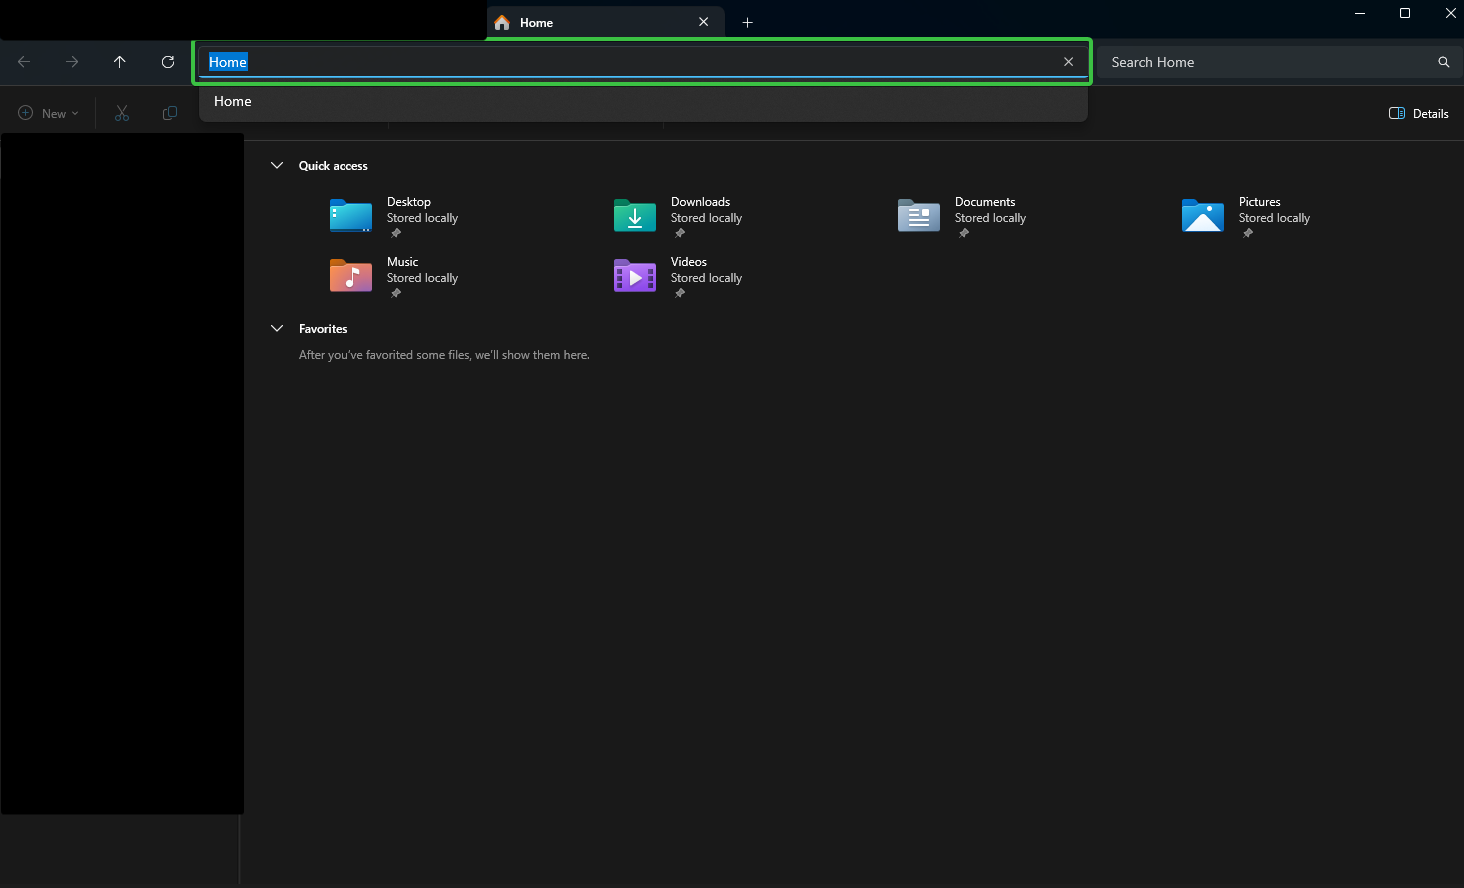 Home
Home
Search Home
Home
New
Details
Quick access
Desktop
Stored locally
Downloads
Stored locally
Documents
Stored locally
Pictures
Stored locally
Music
Stored locally
Videos
Stored locally
Favorites
After you've favorited some files, we'll show them here.